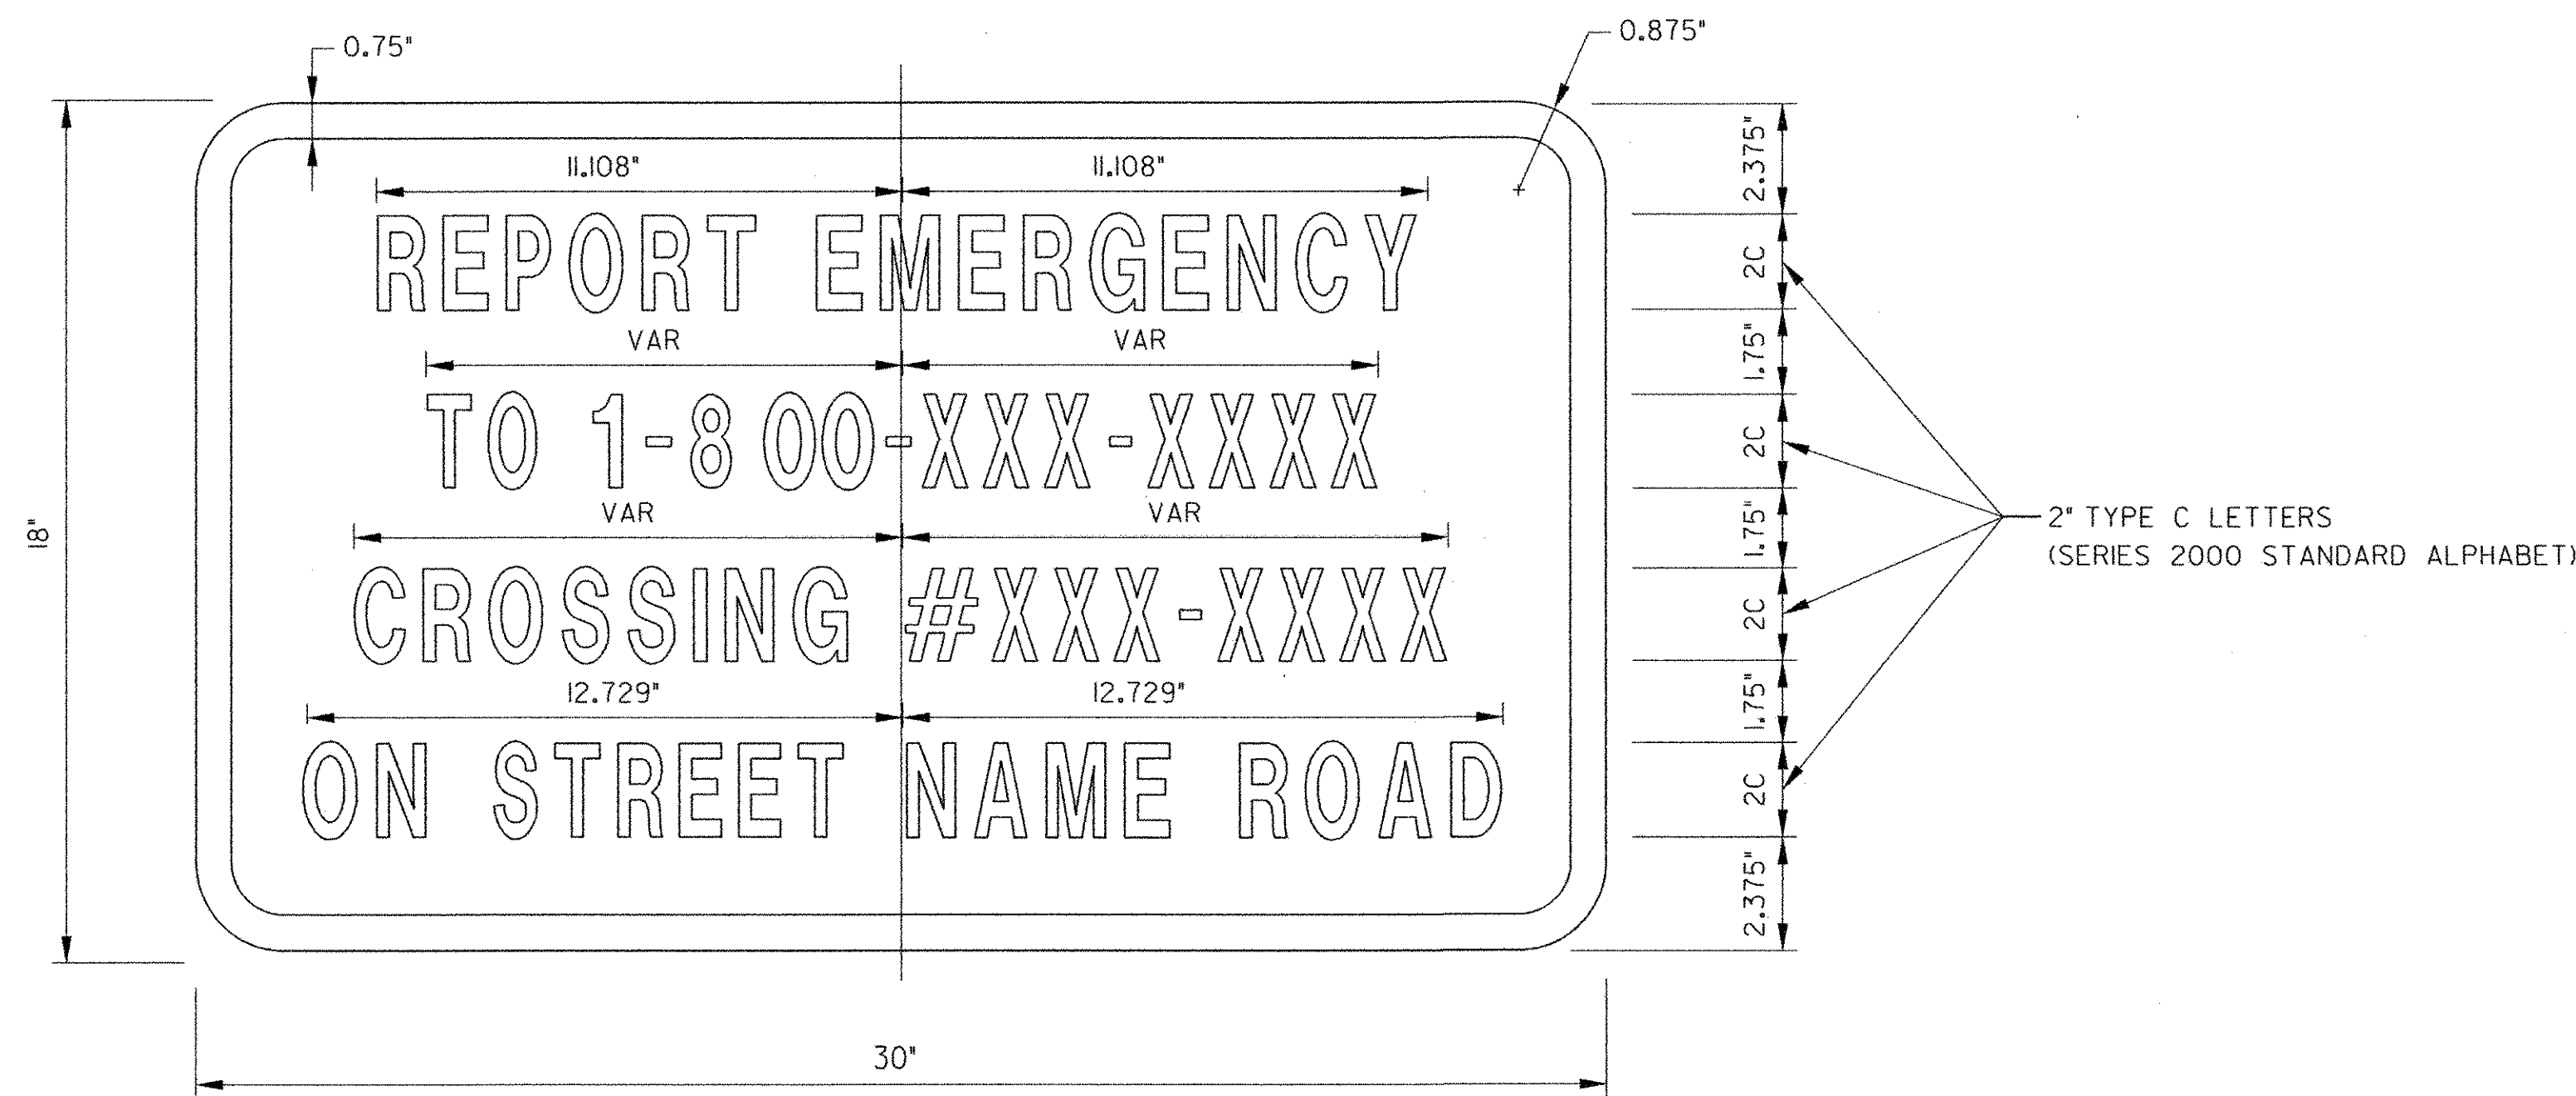 0.75"
0.875"
11.108" 11.108"
REPORT EMERGENCY
VAR VAR
TO 1-800-XXX-XXXX
VAR VAR
CROSSING #XXX-XXXX
12.729" 12.729"
ON STREET NAME ROAD
18"
30"
2.375"
2C
1.75"
2C
1.75"
2C
1.75"
2C
2.375"
2" TYPE C LETTERS
(SERIES 2000 STANDARD ALPHABET)